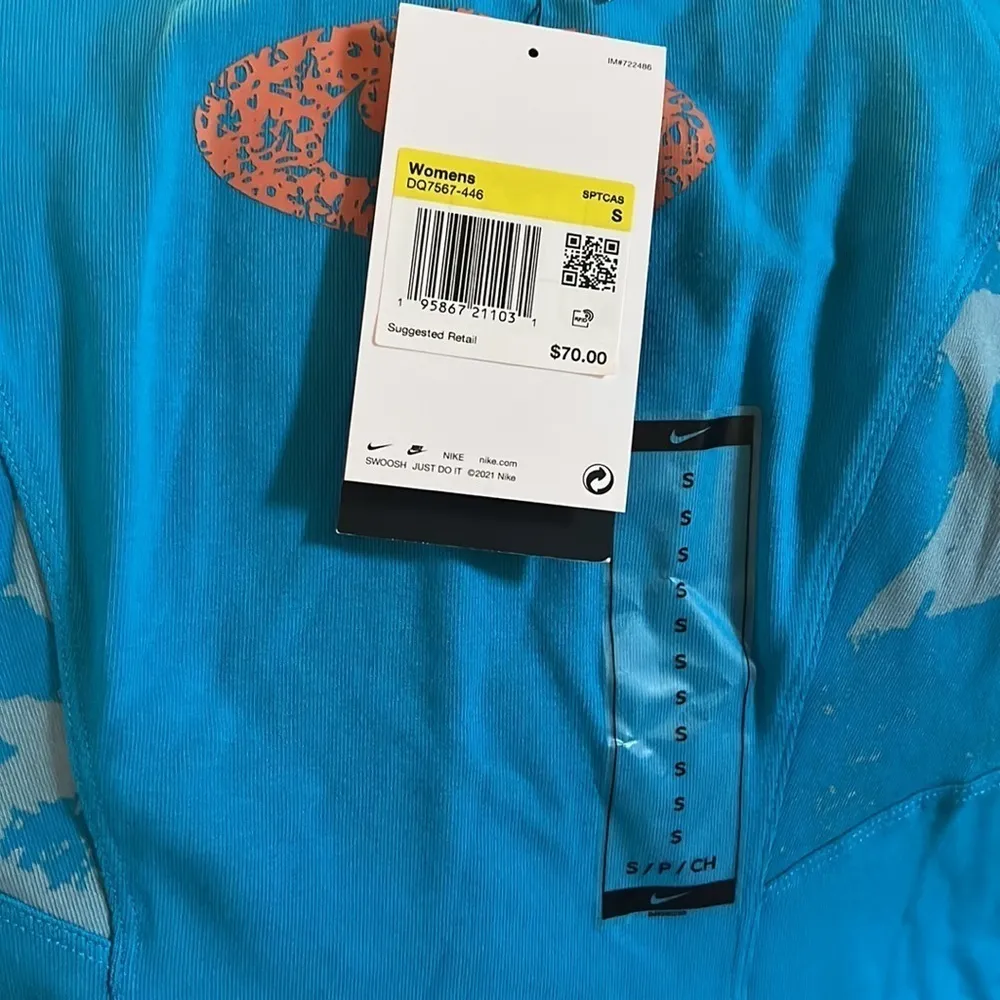 IM#722486
Womens
DQ7567-446
SPTCAS
S
1 95867 21103 1
RFID
Suggested Retail
$70.00
NIKE nike.com
SWOOSH JUST DO IT ©2021 Nike
S
S
S
S
S
S
S
S
S
S
S
S/P/CH